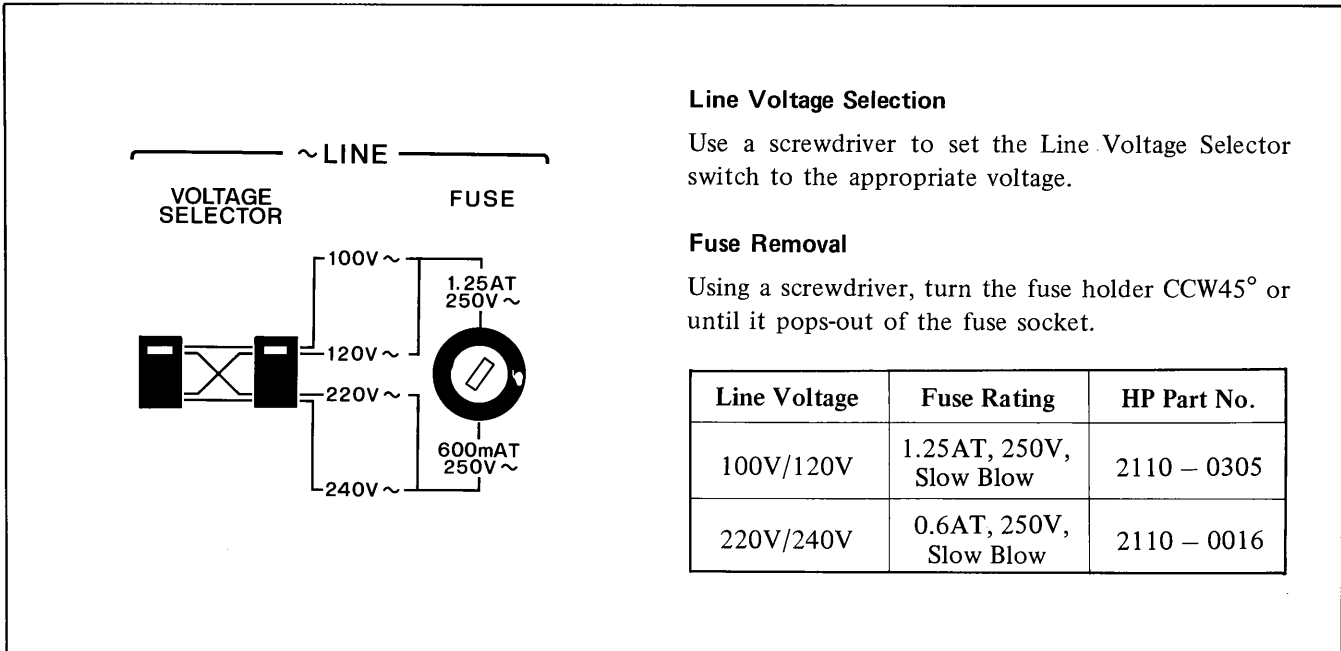 ~LINE
VOLTAGE
SELECTOR
FUSE
100V~
1.25AT
250V~
120V~
220V~
600mAT
250V~
240V~
Line Voltage Selection
Use a screwdriver to set the Line Voltage Selector
switch to the appropriate voltage.
Fuse Removal
Using a screwdriver, turn the fuse holder CCW45° or
until it pops-out of the fuse socket.
Line Voltage Fuse Rating HP Part No.
100V/120V 1.25AT, 250V, Slow Blow 2110 – 0305
220V/240V 0.6AT, 250V, Slow Blow 2110 – 0016